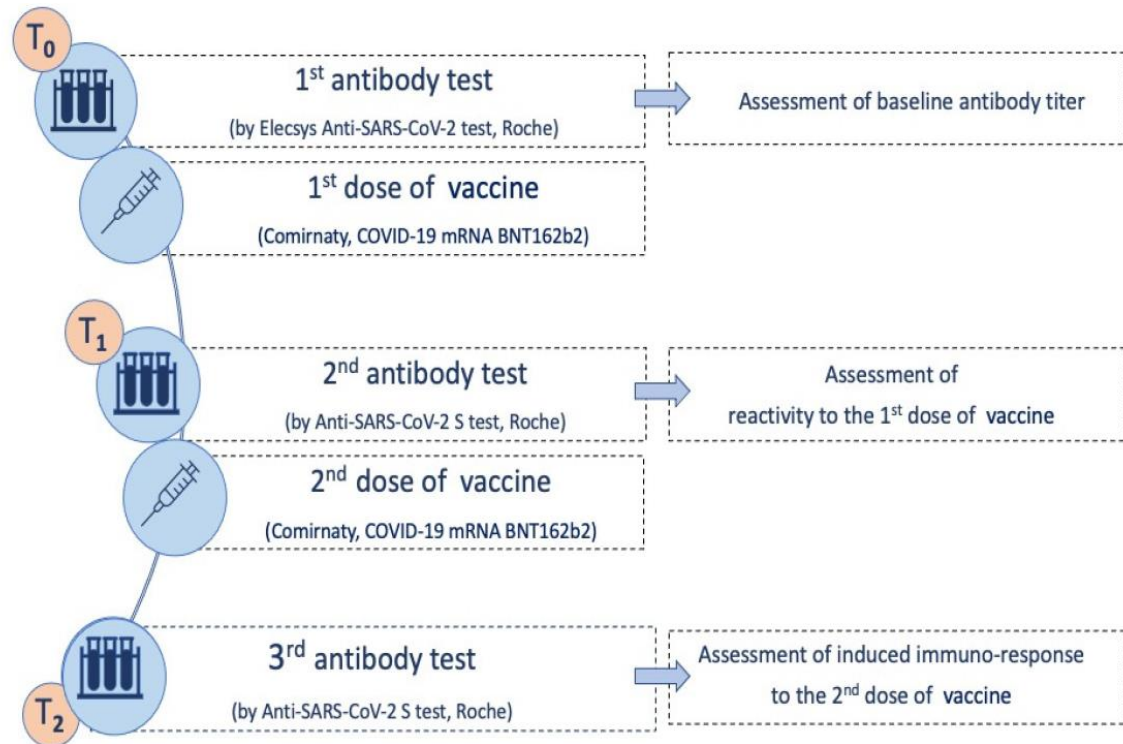 T0
1st antibody test
(by Elecsys Anti-SARS-CoV-2 test, Roche)
Assessment of baseline antibody titer
1st dose of vaccine
(Comirnaty, COVID-19 mRNA BNT162b2)
T1
2nd antibody test
(by Anti-SARS-CoV-2 S test, Roche)
Assessment of
reactivity to the 1st dose of vaccine
2nd dose of vaccine
(Comirnaty, COVID-19 mRNA BNT162b2)
T2
3rd antibody test
(by Anti-SARS-CoV-2 S test, Roche)
Assessment of induced immuno-response
to the 2nd dose of vaccine